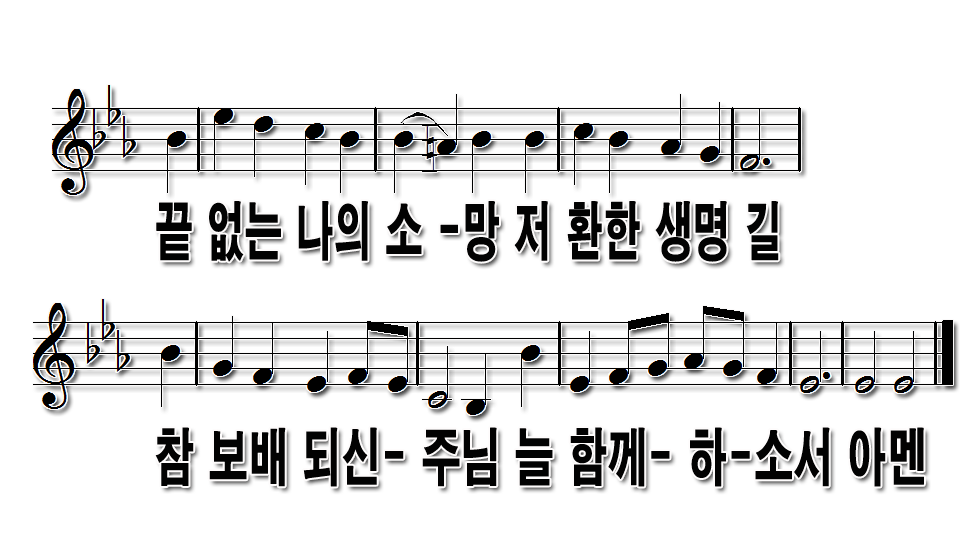 끝 없는 나의 소 -망 저 환한 생명 길
참 보배 되신- 주님 늘 함께- 하-소서 아멘